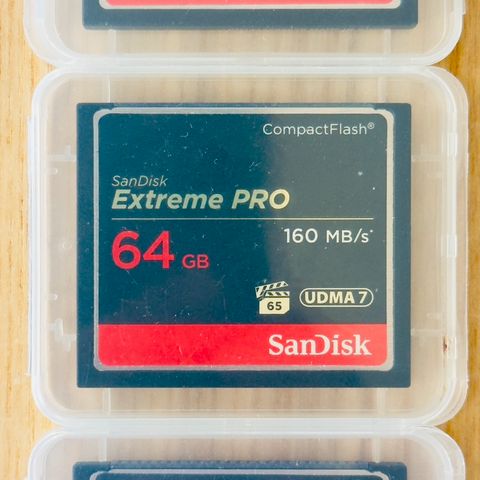 CompactFlash®
SanDisk
Extreme PRO
64 GB 160 MB/s*
65 UDMA 7
SanDisk